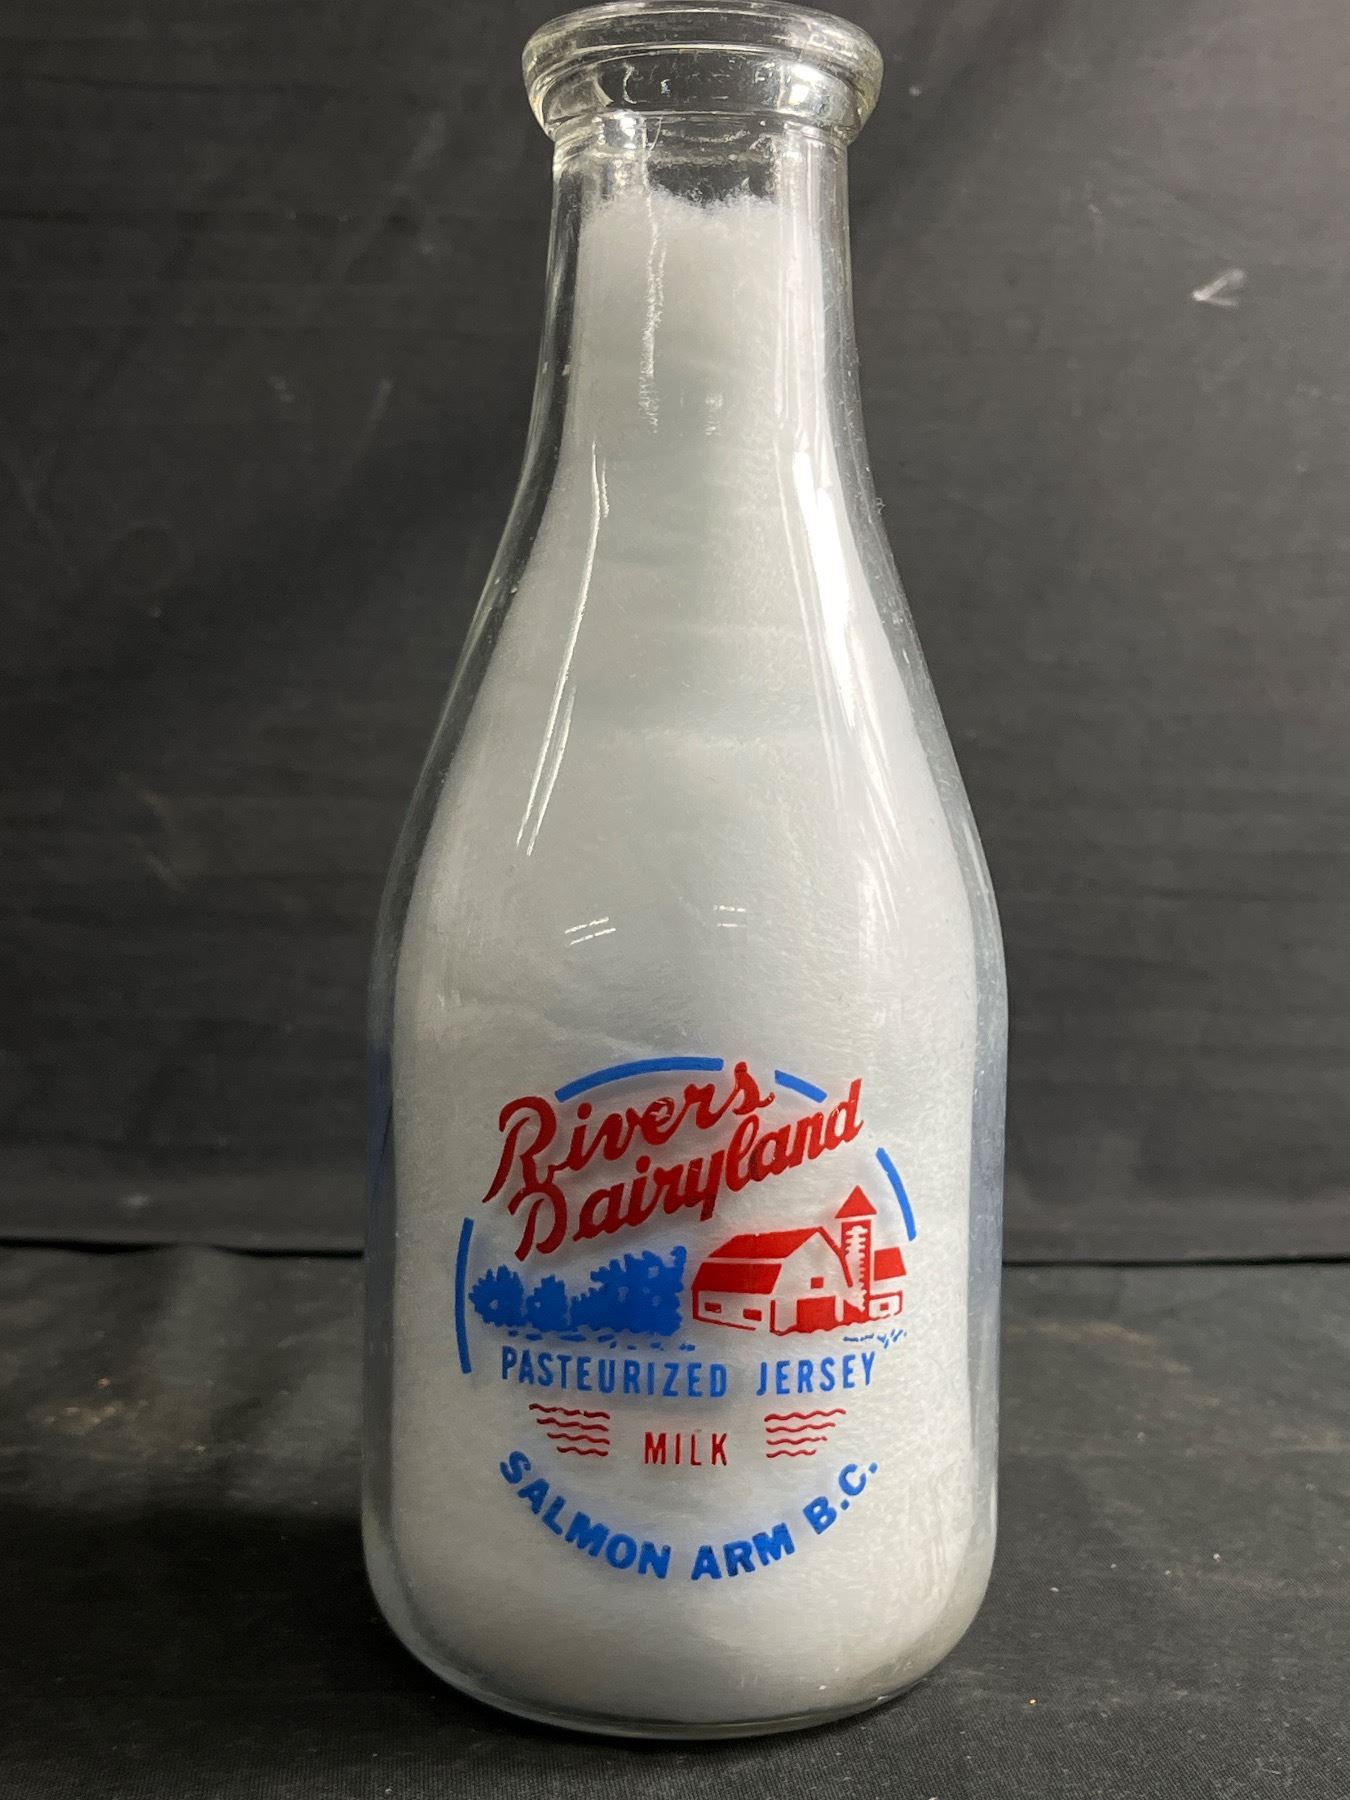 Rivers
Dairyland
PASTEURIZED JERSEY
MILK
SALMON ARM B.C.